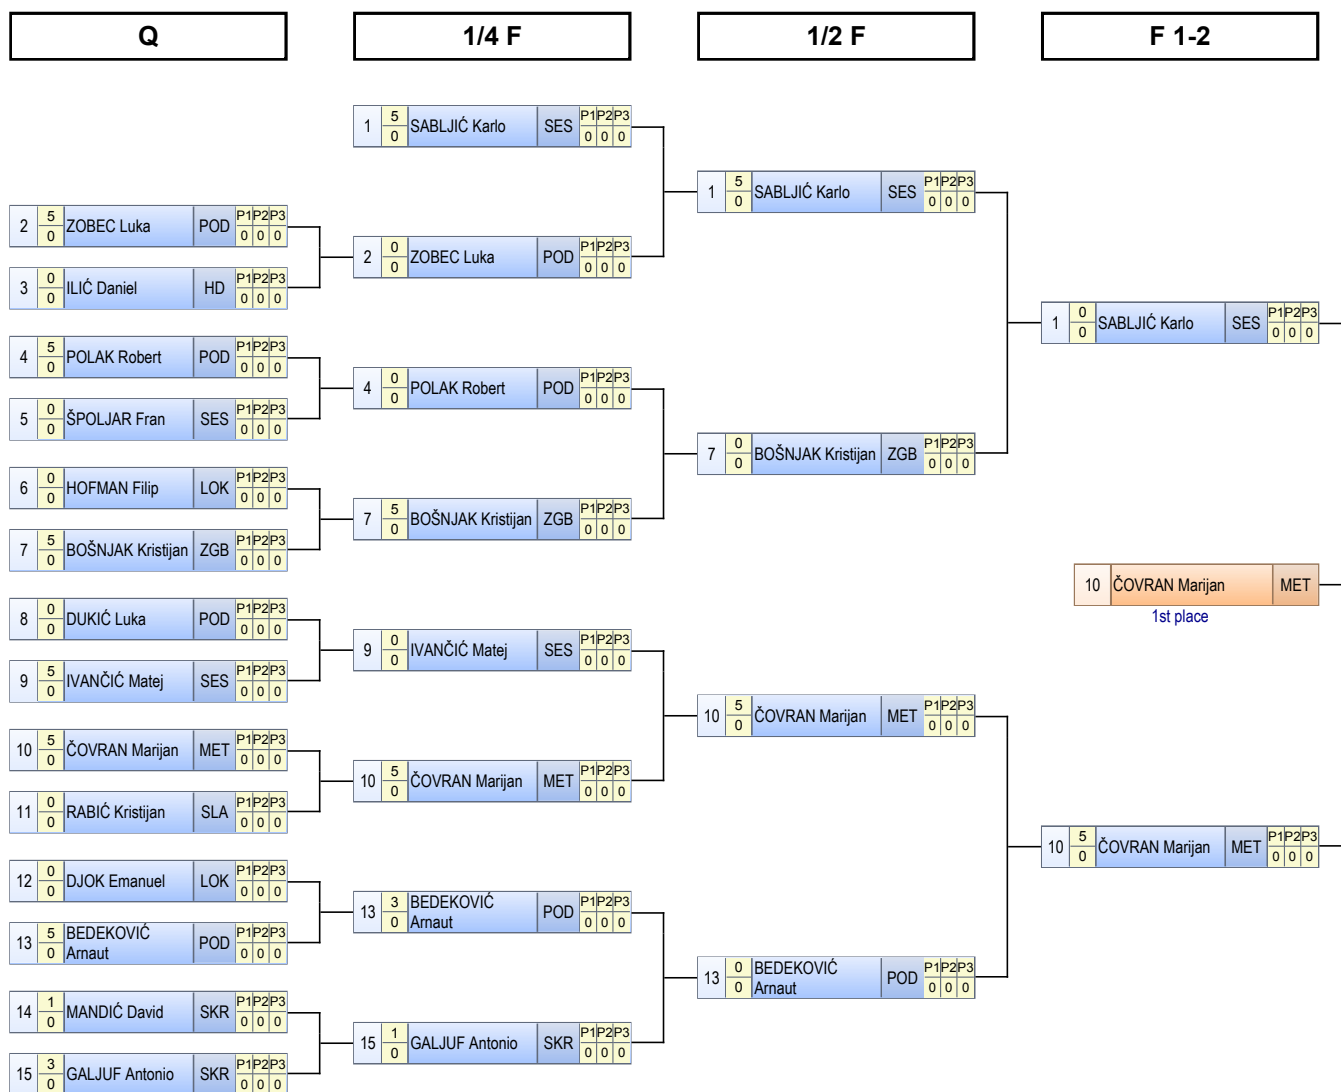 Q
1/4 F
1/2 F
F 1-2
1 5 0 SABLJIĆ Karlo SES P1 P2 P3 0 0 0
1 5 0 SABLJIĆ Karlo SES P1 P2 P3 0 0 0
2 5 0 ZOBEC Luka POD P1 P2 P3 0 0 0
2 0 0 ZOBEC Luka POD P1 P2 P3 0 0 0
3 0 0 ILIĆ Daniel HD P1 P2 P3 0 0 0
1 0 0 SABLJIĆ Karlo SES P1 P2 P3 0 0 0
4 5 0 POLAK Robert POD P1 P2 P3 0 0 0
4 0 0 POLAK Robert POD P1 P2 P3 0 0 0
5 0 0 ŠPOLJAR Fran SES P1 P2 P3 0 0 0
7 0 0 BOŠNJAK Kristijan ZGB P1 P2 P3 0 0 0
6 0 0 HOFMAN Filip LOK P1 P2 P3 0 0 0
7 5 0 BOŠNJAK Kristijan ZGB P1 P2 P3 0 0 0
7 5 0 BOŠNJAK Kristijan ZGB P1 P2 P3 0 0 0
10 ČOVRAN Marijan MET
1st place
8 0 0 DUKIĆ Luka POD P1 P2 P3 0 0 0
9 0 0 IVANČIĆ Matej SES P1 P2 P3 0 0 0
9 5 0 IVANČIĆ Matej SES P1 P2 P3 0 0 0
10 5 0 ČOVRAN Marijan MET P1 P2 P3 0 0 0
10 5 0 ČOVRAN Marijan MET P1 P2 P3 0 0 0
10 5 0 ČOVRAN Marijan MET P1 P2 P3 0 0 0
11 0 0 RABIĆ Kristijan SLA P1 P2 P3 0 0 0
10 5 0 ČOVRAN Marijan MET P1 P2 P3 0 0 0
12 0 0 DJOK Emanuel LOK P1 P2 P3 0 0 0
13 3 0 BEDEKOVIĆ Arnaut POD P1 P2 P3 0 0 0
13 5 0 BEDEKOVIĆ Arnaut POD P1 P2 P3 0 0 0
13 0 0 BEDEKOVIĆ Arnaut POD P1 P2 P3 0 0 0
14 1 0 MANDIĆ David SKR P1 P2 P3 0 0 0
15 1 0 GALJUF Antonio SKR P1 P2 P3 0 0 0
15 3 0 GALJUF Antonio SKR P1 P2 P3 0 0 0